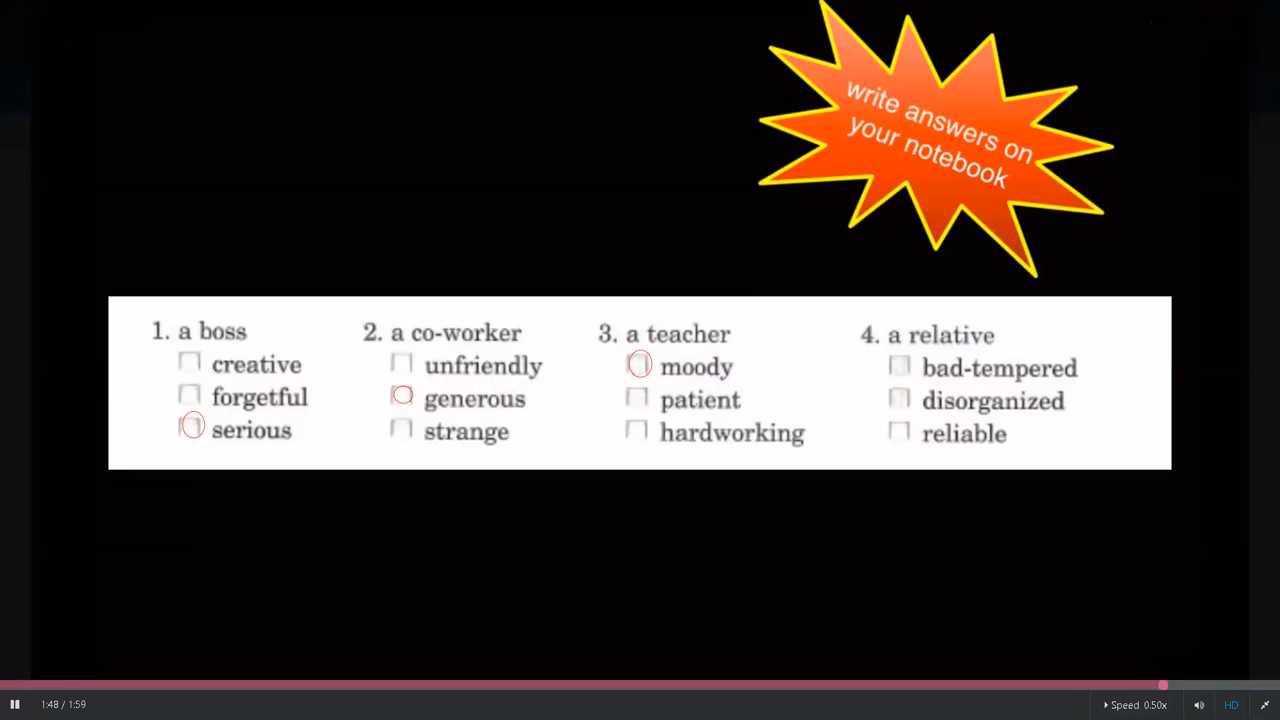 write answers on
your notebook
1. a boss
creative
forgetful
serious
2. a co-worker
unfriendly
generous
strange
3. a teacher
moody
patient
hardworking
4. a relative
bad-tempered
disorganized
reliable
1:48 / 1:59
Speed 0.50x
HD